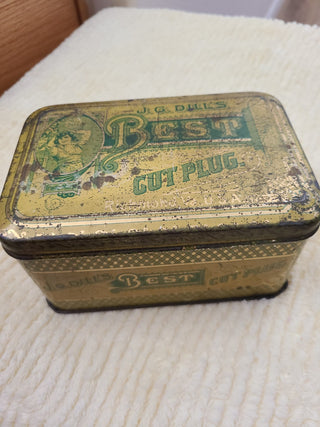 J.G. DILL'S
BEST
CUT PLUG.
J.G. DILL'S BEST CUT PLUG